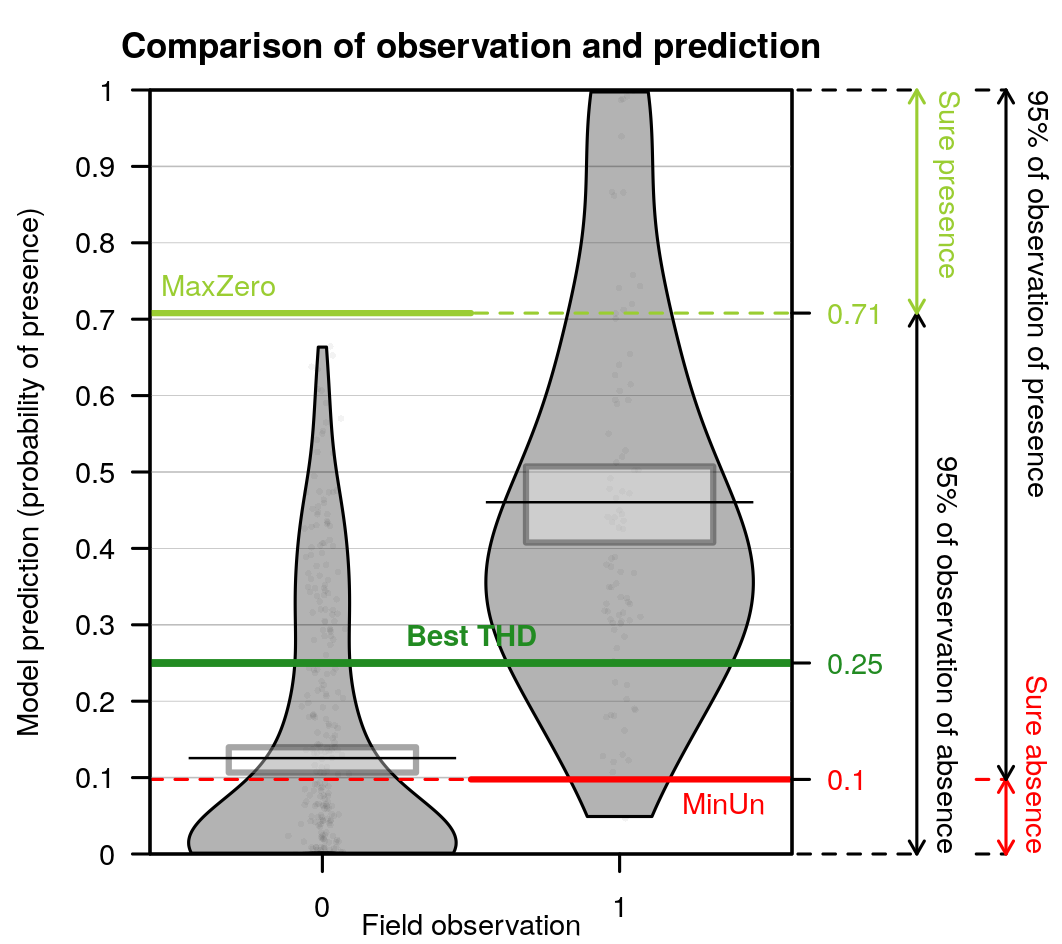 Comparison of observation and prediction
Model prediction (probability of presence)
1
0.9
0.8
0.7
0.6
0.5
0.4
0.3
0.2
0.1
0
MaxZero
Best THD
MinUn
0.71
0.25
0.1
Sure presence
95% of observation of absence
95% of observation of presence
Sure absence
0
1
Field observation